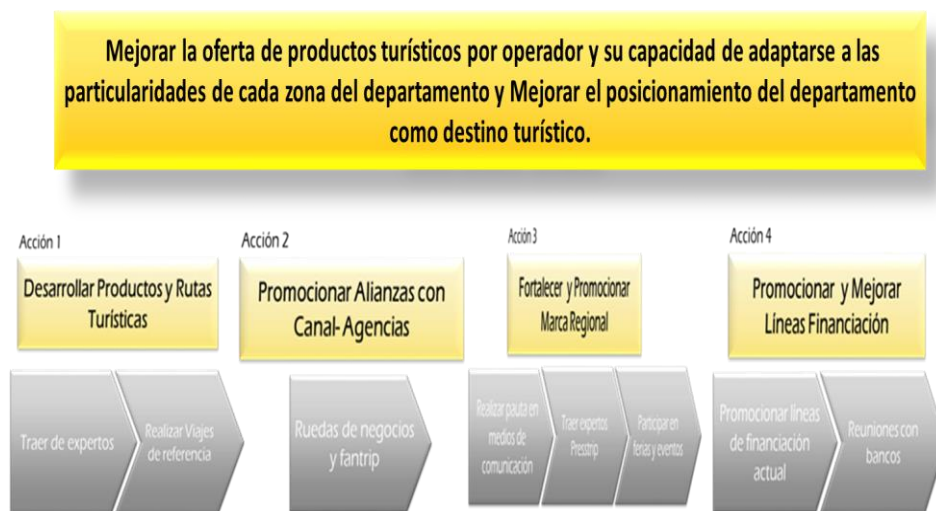 Mejorar la oferta de productos turísticos por operador y su capacidad de adaptarse a las
particularidades de cada zona del departamento y Mejorar el posicionamiento del departamento
como destino turístico.
Acción 1
Desarrollar Productos y Rutas
Turísticas
Traer de expertos
Realizar Viajes
de referencia
Acción 2
Promocionar Alianzas con
Canal- Agencias
Ruedas de negocios
y fantrip
Acción 3
Fortalecer y Promocionar
Marca Regional
Realizar pauta en
medios de
comunicación
Traer expertos
Presstrip
Participar en
ferias y eventos
Acción 4
Promocionar y Mejorar
Líneas Financiación
Promocionar líneas
de financiación
actual
Reuniones con
bancos